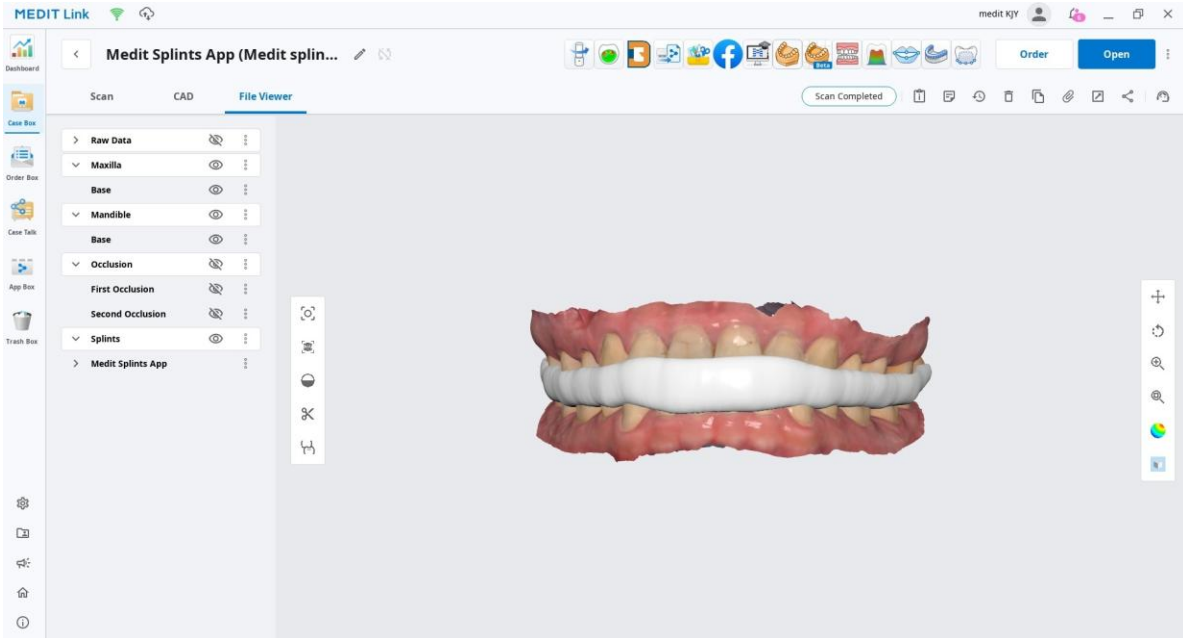 MEDIT Link
medit KJY
Dashboard
Case Box
Order Box
Case Talk
App Box
Trash Box
Medit Splints App (Medit splin...
Beta
Order
Open
Scan
CAD
File Viewer
Scan Completed
Raw Data
Maxilla
Base
Mandible
Base
Occlusion
First Occlusion
Second Occlusion
Splints
Medit Splints App